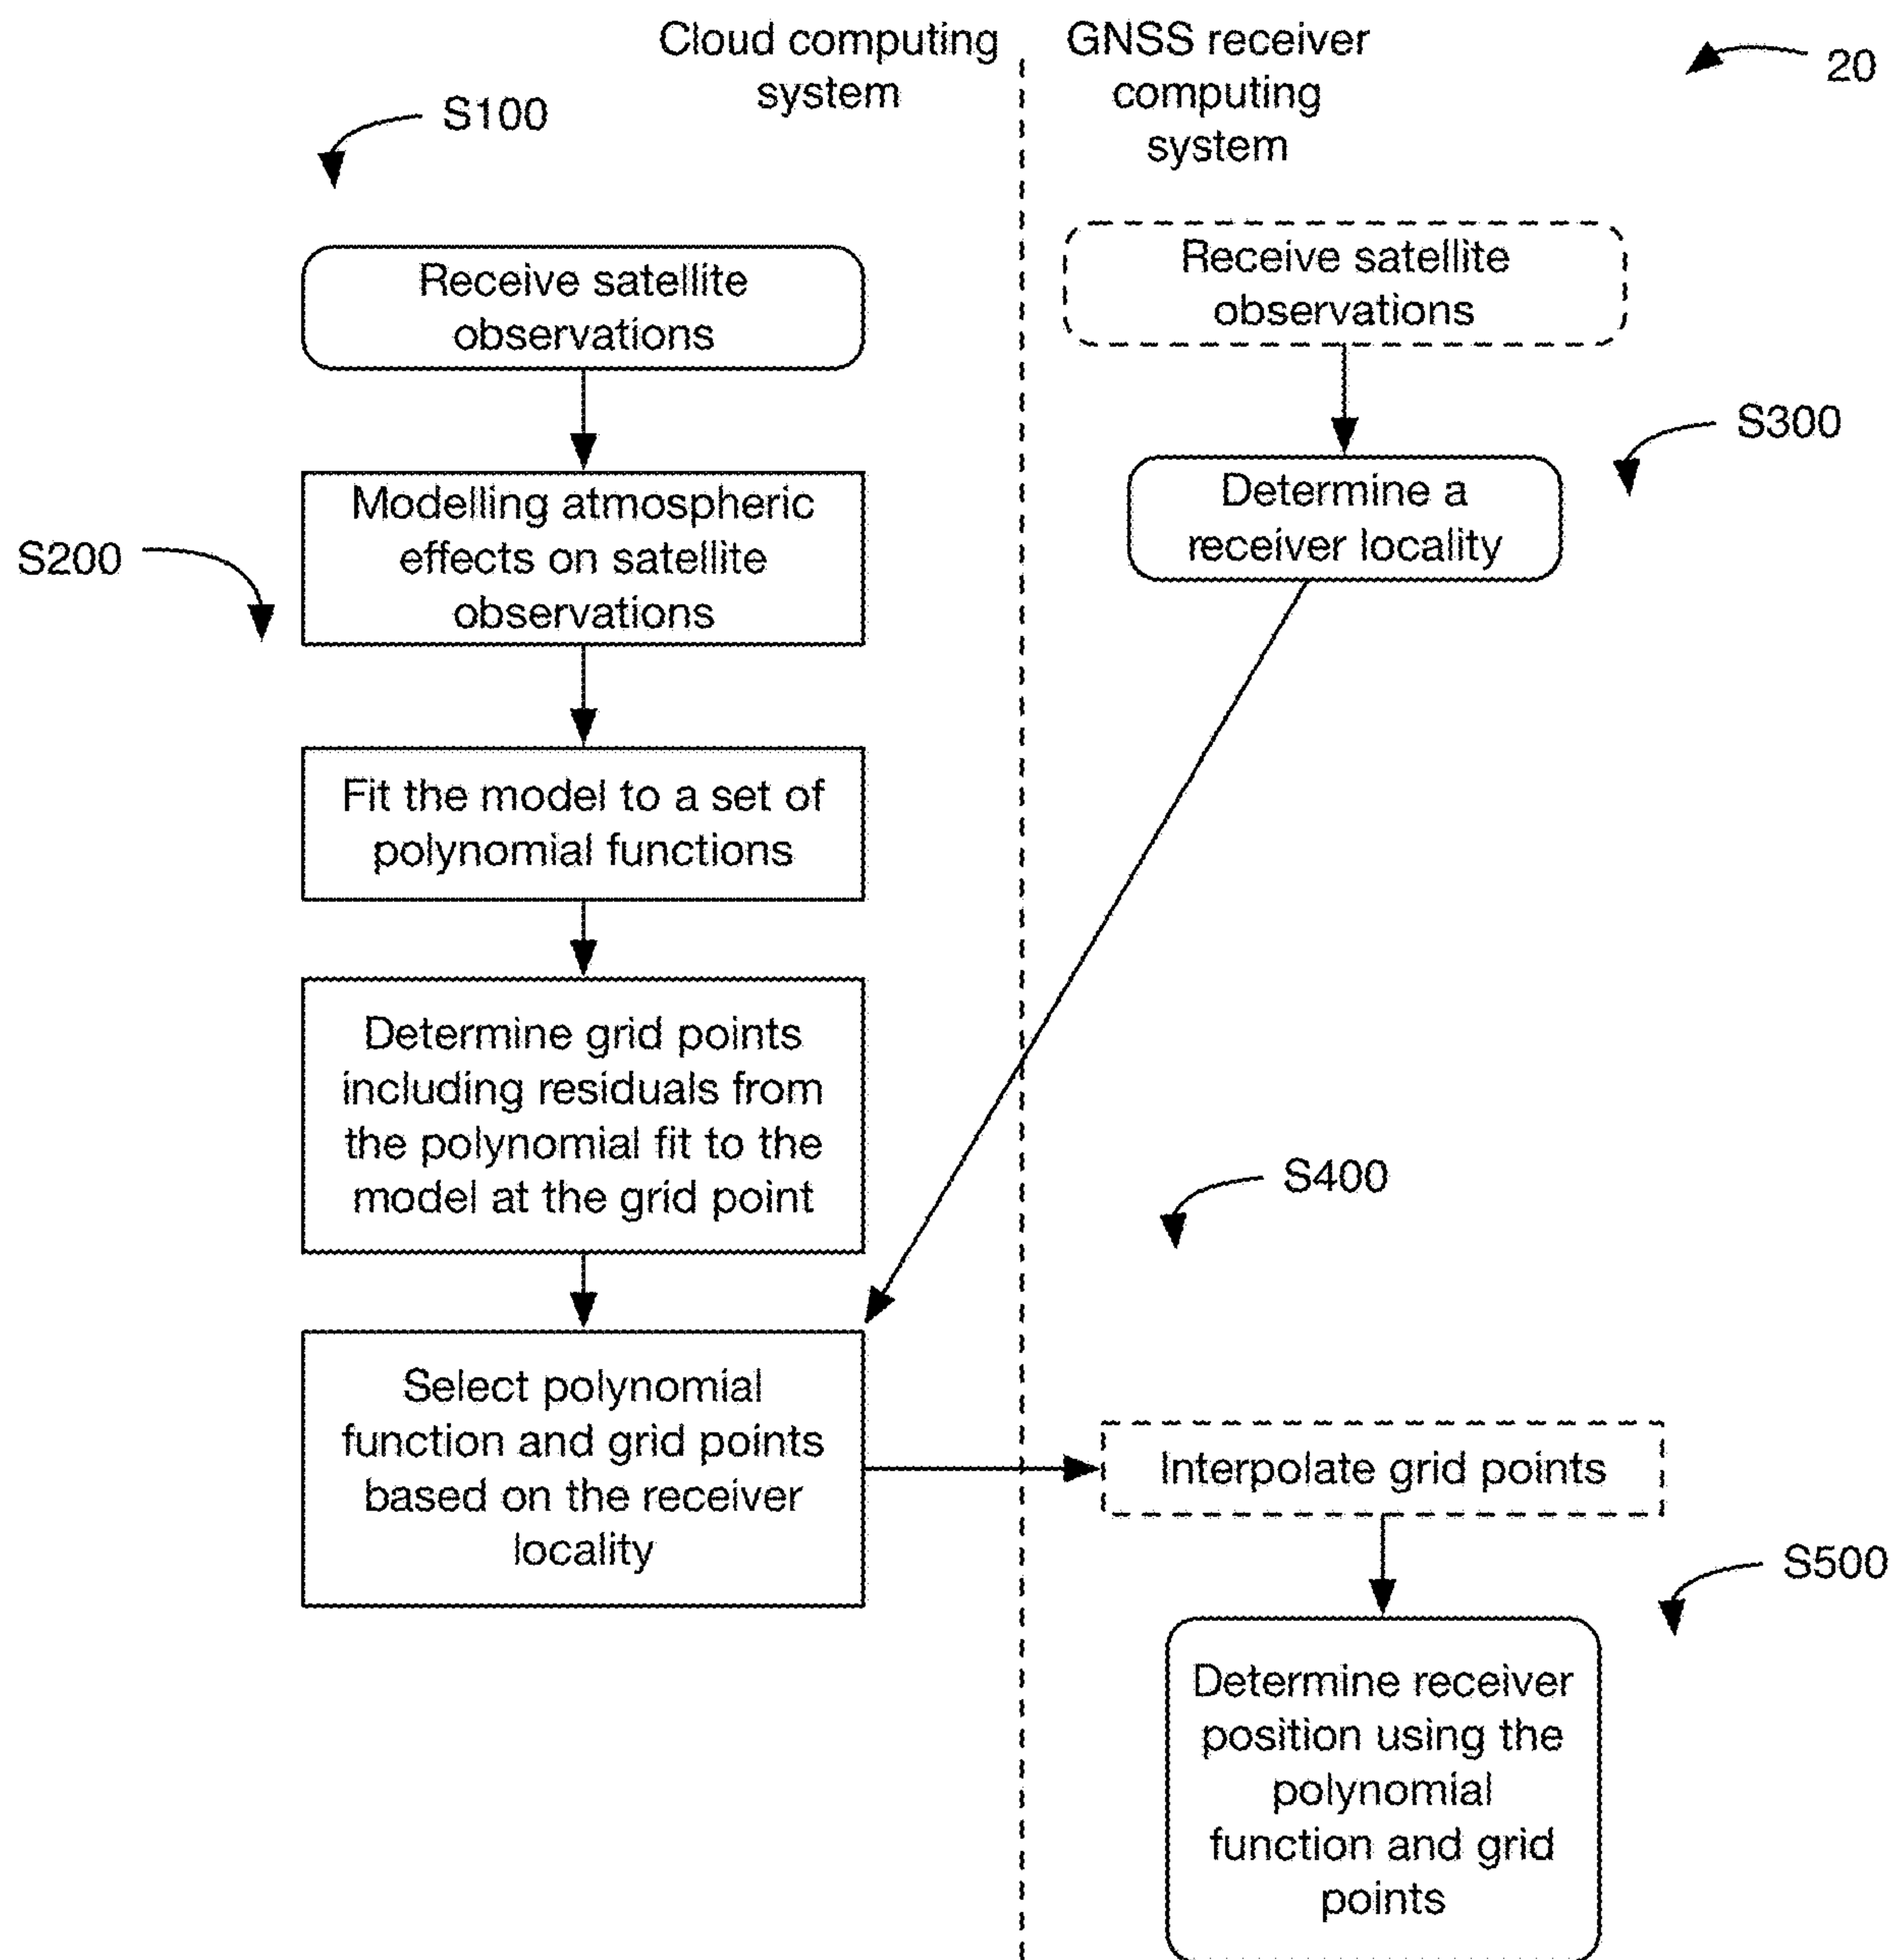 Cloud computing
system
GNSS receiver
computing
system
20
S100
Receive satellite
observations
Receive satellite
observations
S300
Determine a
receiver locality
S200
Modelling atmospheric
effects on satellite
observations
Fit the model to a set of
polynomial functions
Determine grid points
including residuals from
the polynomial fit to the
model at the grid point
S400
Select polynomial
function and grid points
based on the receiver
locality
Interpolate grid points
S500
Determine receiver
position using the
polynomial
function and grid
points